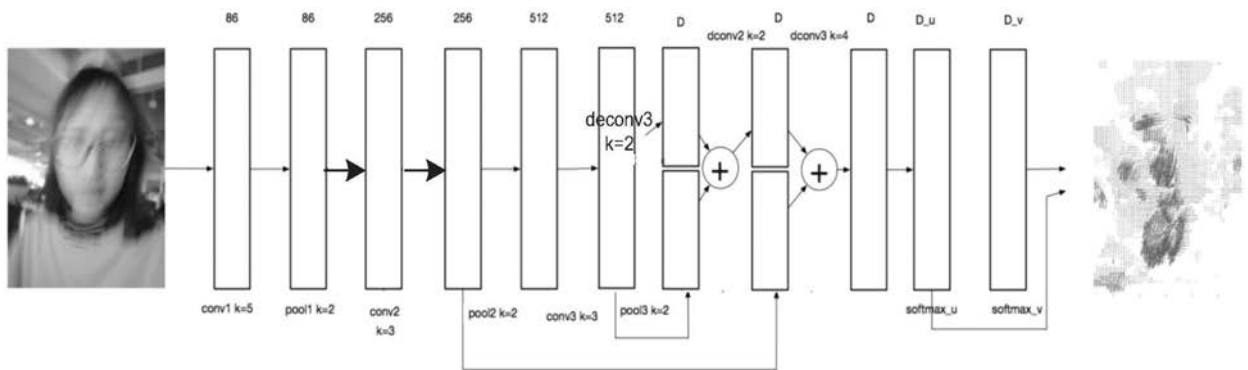 86 86 256 256 512 512 D D D D_u D_v
dconv2 k=2 dconv3 k=4
deconv3
k=2
+ +
conv1 k=5 pool1 k=2 conv2 pool2 k=2 conv3 k=3 pool3 k=2 softmax_u softmax_v
k=3